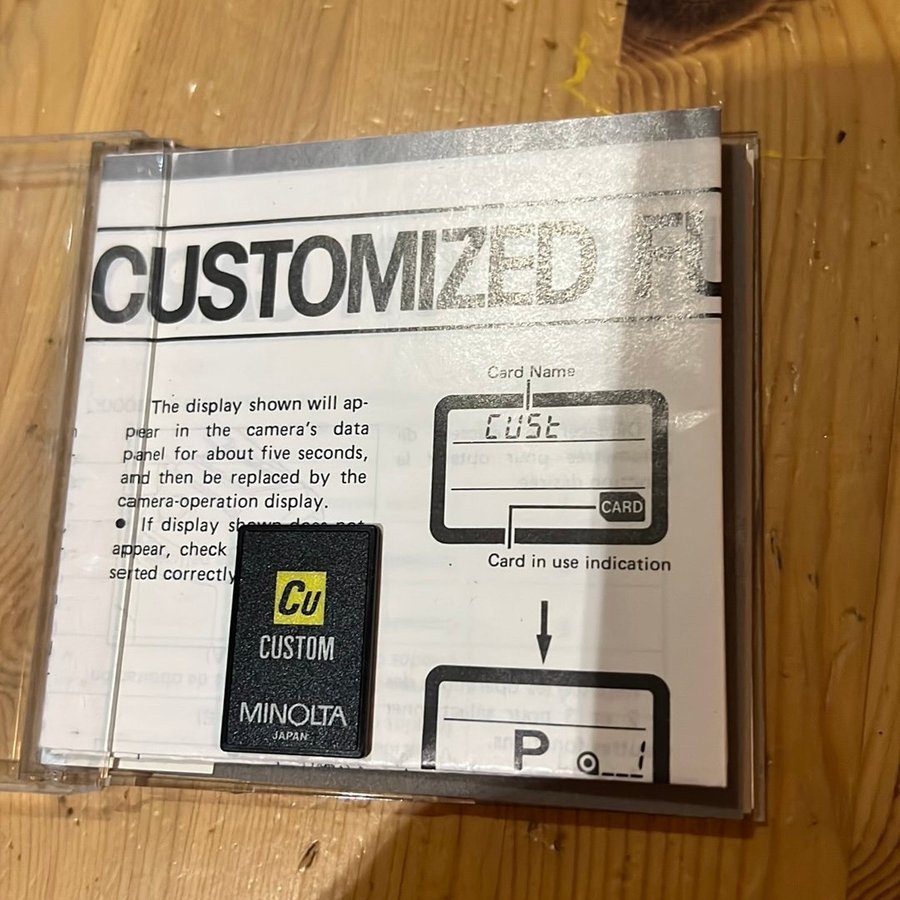 CUSTOMIZED FU
Card Name
CUSt
CARD
Card in use indication
The display shown will ap-
pear in the camera's data
panel for about five seconds,
and then be replaced by the
camera-operation display.
• If display shown does not
appear, check
serted correctly
Cu
CUSTOM
MINOLTA
JAPAN
P
1